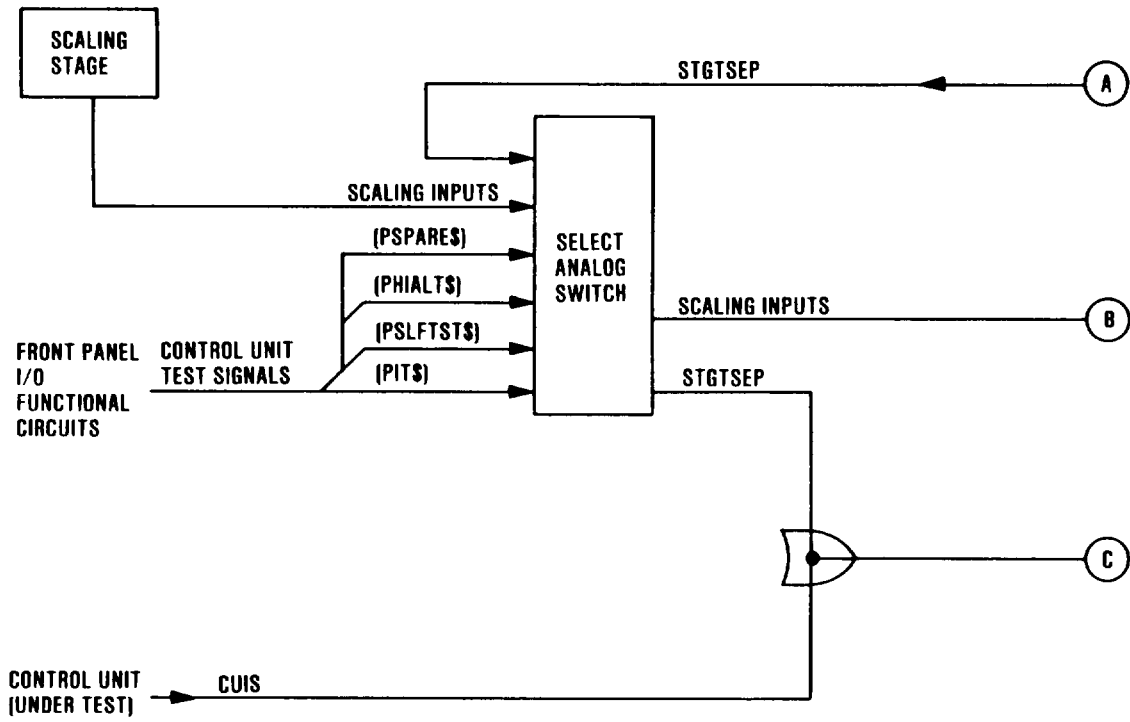 SCALING
STAGE
STGTSEP
A
SCALING INPUTS
(PSPARE$)
(PHIALT$)
(PSLFTST$)
(PIT$)
SELECT
ANALOG
SWITCH
SCALING INPUTS
B
FRONT PANEL
I/O
FUNCTIONAL
CIRCUITS
CONTROL UNIT
TEST SIGNALS
STGTSEP
C
CONTROL UNIT
(UNDER TEST)
CUIS